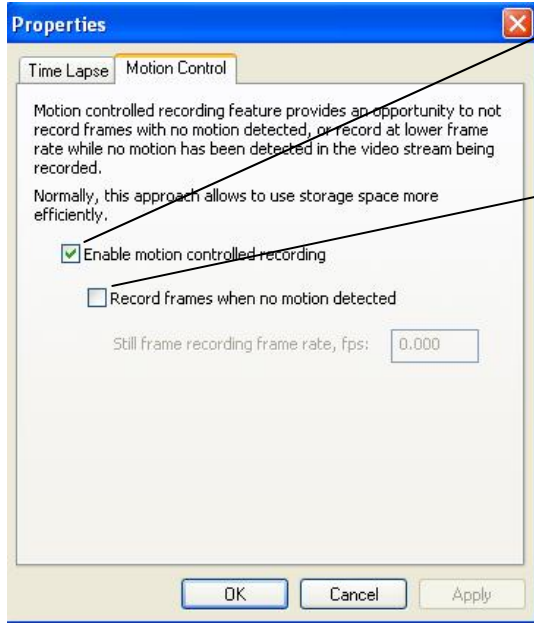 Properties
Time Lapse
Motion Control
Motion controlled recording feature provides an opportunity to not
record frames with no motion detected, or record at lower frame
rate while no motion has been detected in the video stream being
recorded.
Normally, this approach allows to use storage space more
efficiently.
Enable motion controlled recording
Record frames when no motion detected
Still frame recording frame rate, fps:
0.000
OK
Cancel
Apply